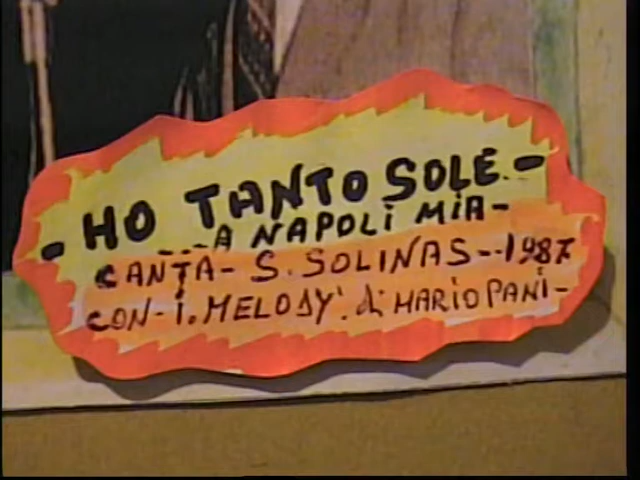 - HO TANTO SOLE -
...A NAPOLi MiA -
CANTA - S. SOLINAS -- 1987
CON - i. MELODY'. di MARIO PANi -